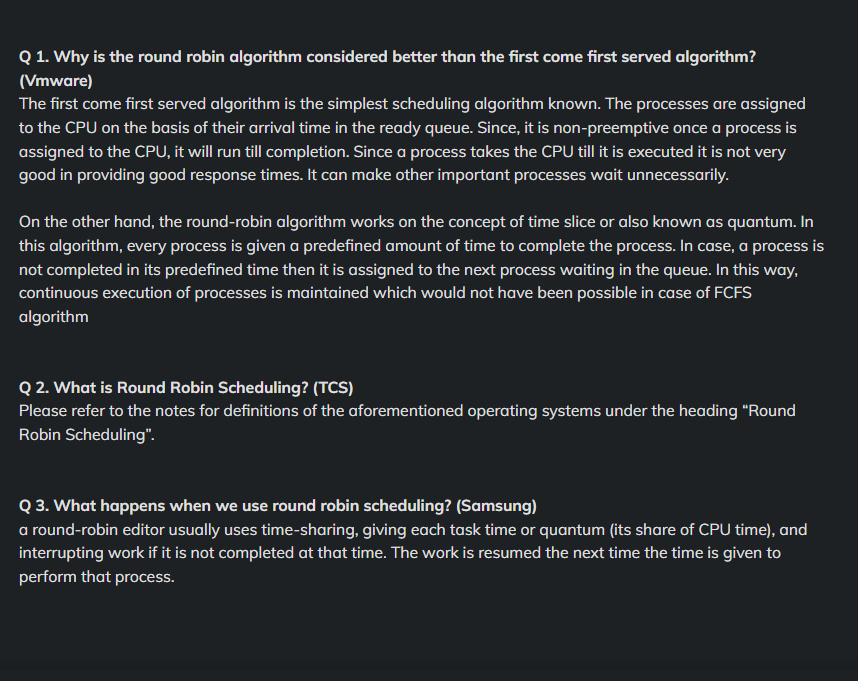 Q 1. Why is the round robin algorithm considered better than the first come first served algorithm?
(Vmware)
The first come first served algorithm is the simplest scheduling algorithm known. The processes are assigned
to the CPU on the basis of their arrival time in the ready queue. Since, it is non-preemptive once a process is
assigned to the CPU, it will run till completion. Since a process takes the CPU till it is executed it is not very
good in providing good response times. It can make other important processes wait unnecessarily.
On the other hand, the round-robin algorithm works on the concept of time slice or also known as quantum. In
this algorithm, every process is given a predefined amount of time to complete the process. In case, a process is
not completed in its predefined time then it is assigned to the next process waiting in the queue. In this way,
continuous execution of processes is maintained which would not have been possible in case of FCFS
algorithm
Q 2. What is Round Robin Scheduling? (TCS)
Please refer to the notes for definitions of the aforementioned operating systems under the heading “Round
Robin Scheduling”.
Q 3. What happens when we use round robin scheduling? (Samsung)
a round-robin editor usually uses time-sharing, giving each task time or quantum (its share of CPU time), and
interrupting work if it is not completed at that time. The work is resumed the next time the time is given to
perform that process.